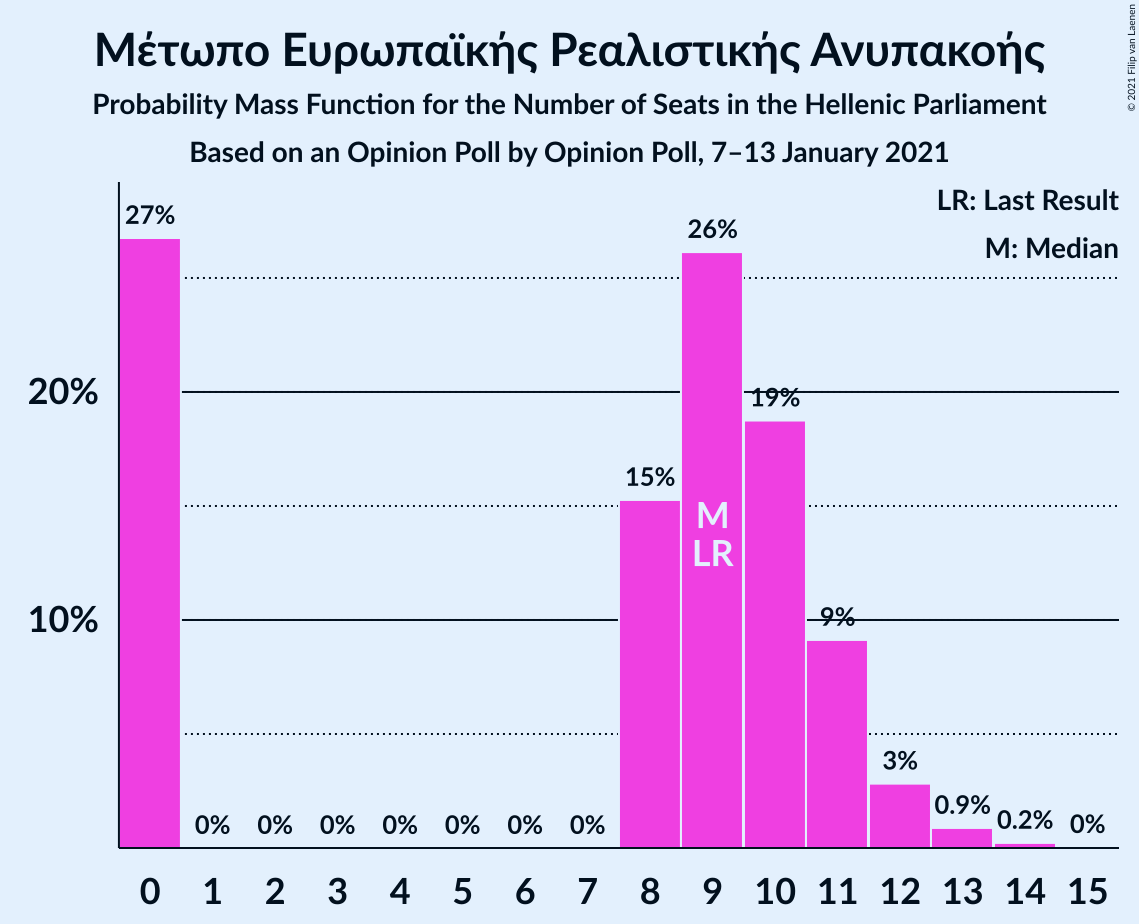 Μέτωπο Ευρωπαϊκής Ρεαλιστικής Ανυπακοής
Probability Mass Function for the Number of Seats in the Hellenic Parliament
Based on an Opinion Poll by Opinion Poll, 7–13 January 2021
© 2021 Filip van Laenen
LR: Last Result
M: Median
27%
26%
20%
19%
15%
M
LR
10%
9%
3%
0.9%
0.2%
0% 0% 0% 0% 0% 0% 0% 0%
0 1 2 3 4 5 6 7 8 9 10 11 12 13 14 15